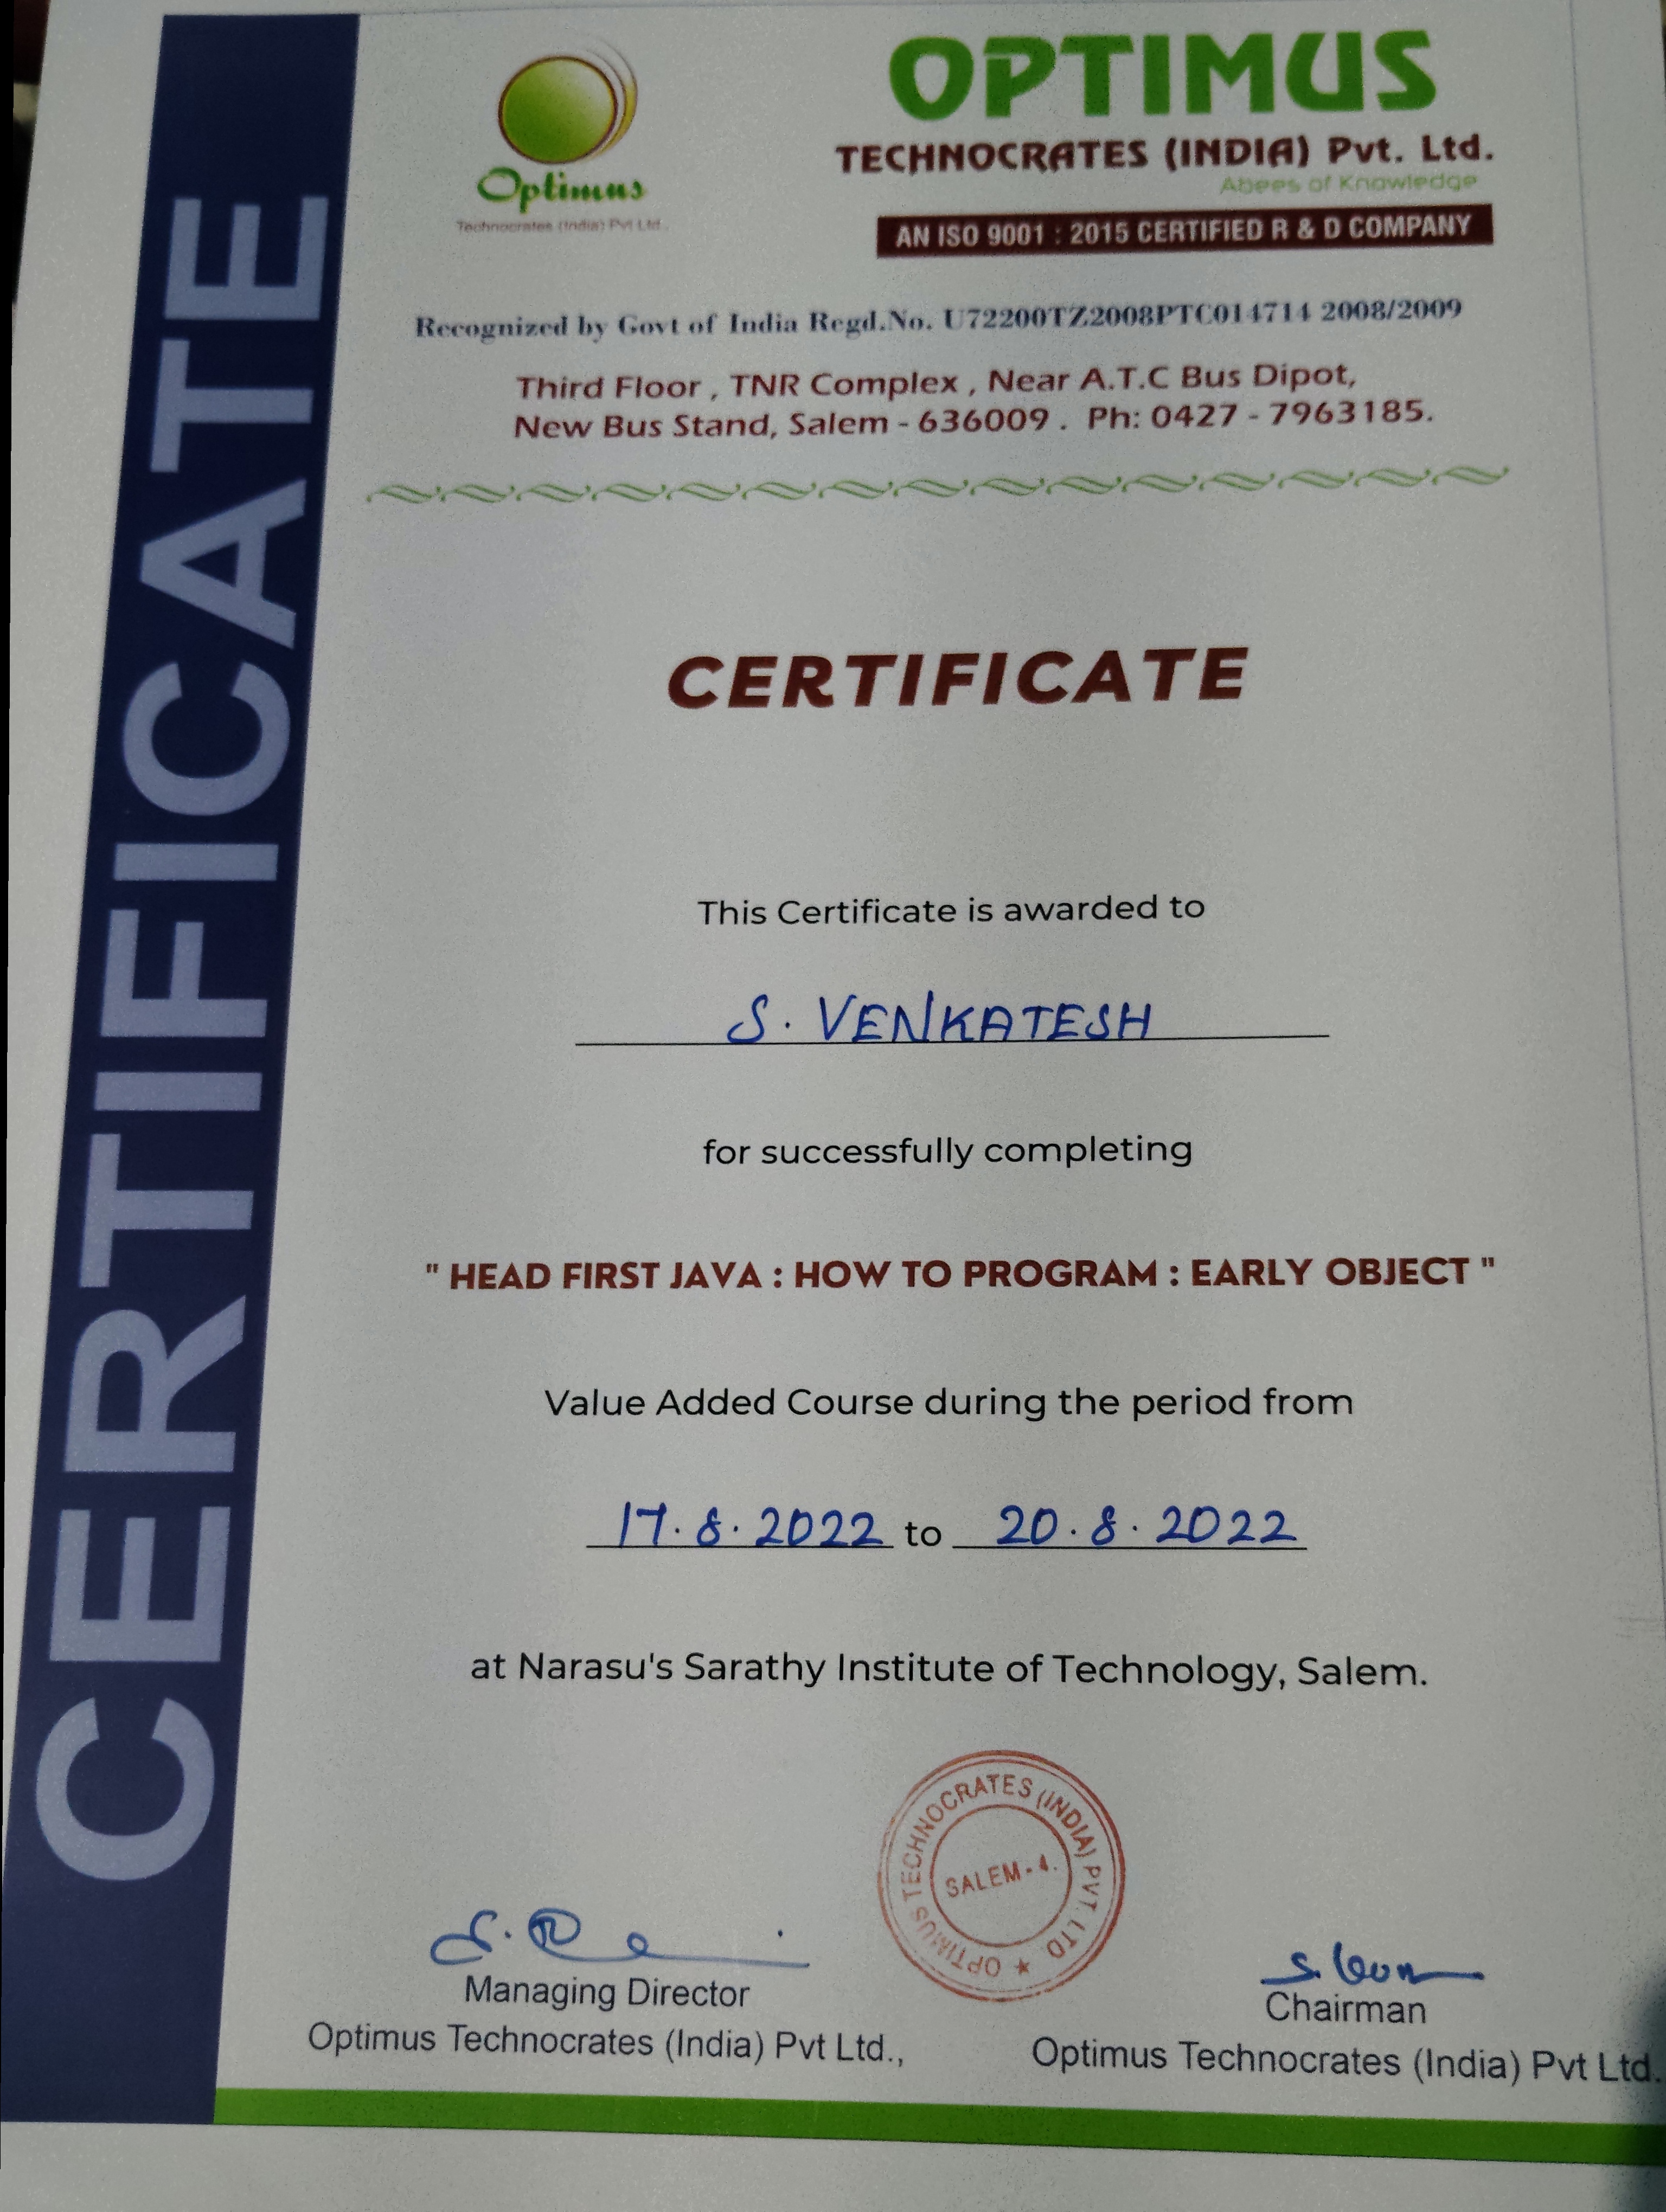 CERTIFICATE
Optimus
Technocrates (India) Pvt Ltd.,
OPTIMUS
TECHNOCRATES (INDIA) Pvt. Ltd.
Abees of Knowledge
AN ISO 9001 : 2015 CERTIFIED R & D COMPANY
Recognized by Govt of India Regd.No. U72200TZ2008PTC014714 2008/2009
Third Floor , TNR Complex , Near A.T.C Bus Dipot,
New Bus Stand, Salem - 636009 . Ph: 0427 - 7963185.
CERTIFICATE
This Certificate is awarded to
S. VENKATESH
for successfully completing
" HEAD FIRST JAVA : HOW TO PROGRAM : EARLY OBJECT "
Value Added Course during the period from
17.8.2022 to 20.8.2022
at Narasu's Sarathy Institute of Technology, Salem.
OPTIMUS TECHNOCRATES (INDIA) PVT. LTD ★
SALEM-4.
Managing Director
Optimus Technocrates (India) Pvt Ltd.,
Chairman
Optimus Technocrates (India) Pvt Ltd.